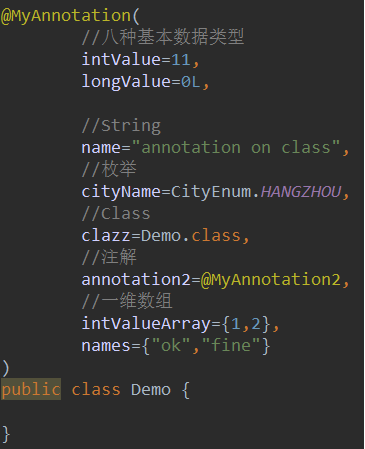 @MyAnnotation(
//八种基本数据类型
intValue=11,
longValue=0L,
//String
name="annotation on class",
//枚举
cityName=CityEnum.HANGZHOU,
//Class
clazz=Demo.class,
//注解
annotation2=@MyAnnotation2,
//一维数组
intValueArray={1,2},
names={"ok","fine"}
)
public class Demo {
}